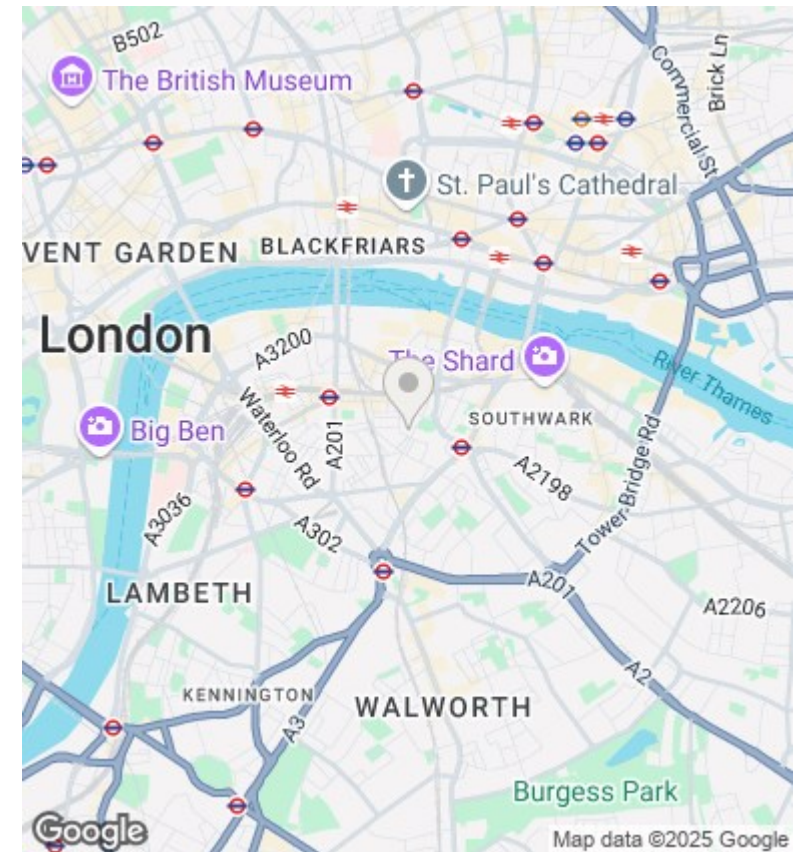 B502
The British Museum
Commercial St
Brick Ln
St. Paul's Cathedral
VENT GARDEN
BLACKFRIARS
London
A3200
The Shard
River Thames
Big Ben
Waterloo Rd
A201
SOUTHWARK
A2198
Tower Bridge Rd
A3036
A302
LAMBETH
A201
A2206
A2
KENNINGTON
WALWORTH
A3
Burgess Park
Google
Map data ©2025 Google